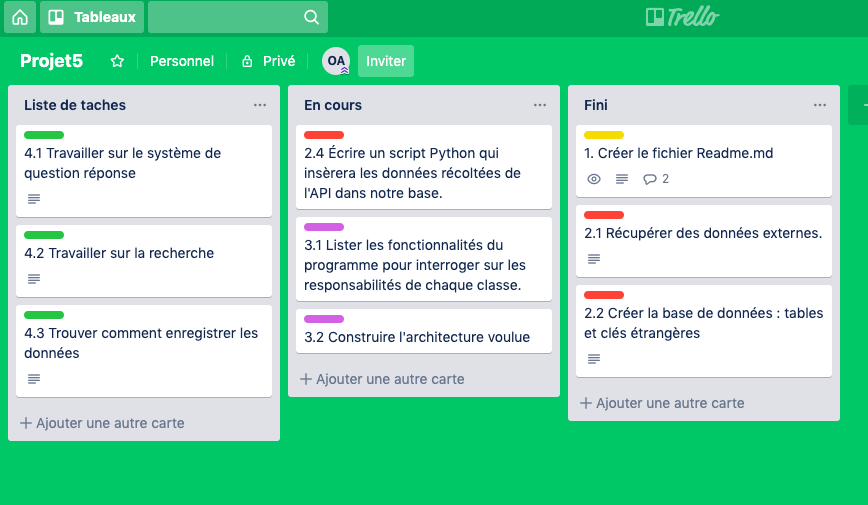 Tableaux
Trello
Projet5
Personnel
Privé
OA
Inviter
Liste de taches
4.1 Travailler sur le système de
question réponse
4.2 Travailler sur la recherche
4.3 Trouver comment enregistrer les
données
+ Ajouter une autre carte
En cours
2.4 Écrire un script Python qui
insèrera les données récoltées de
l'API dans notre base.
3.1 Lister les fonctionnalités du
programme pour interroger sur les
responsabilités de chaque classe.
3.2 Construire l'architecture voulue
+ Ajouter une autre carte
Fini
1. Créer le fichier Readme.md
2
2.1 Récupérer des données externes.
2.2 Créer la base de données : tables
et clés étrangères
+ Ajouter une autre carte